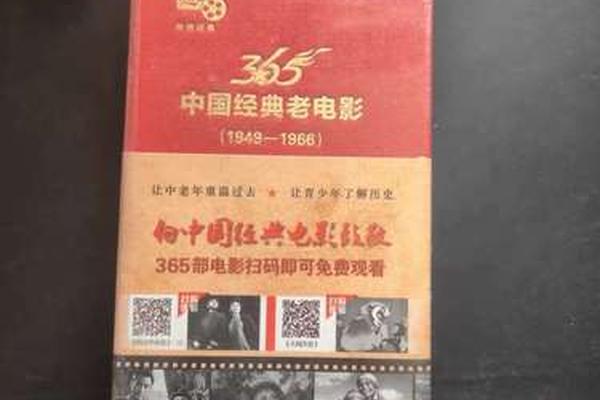 365
中国经典老电影
（1949—1966）
让中老年重温过去 ★ 让青少年了解历史
向中国经典电影致敬
365部电影扫码即可免费观看